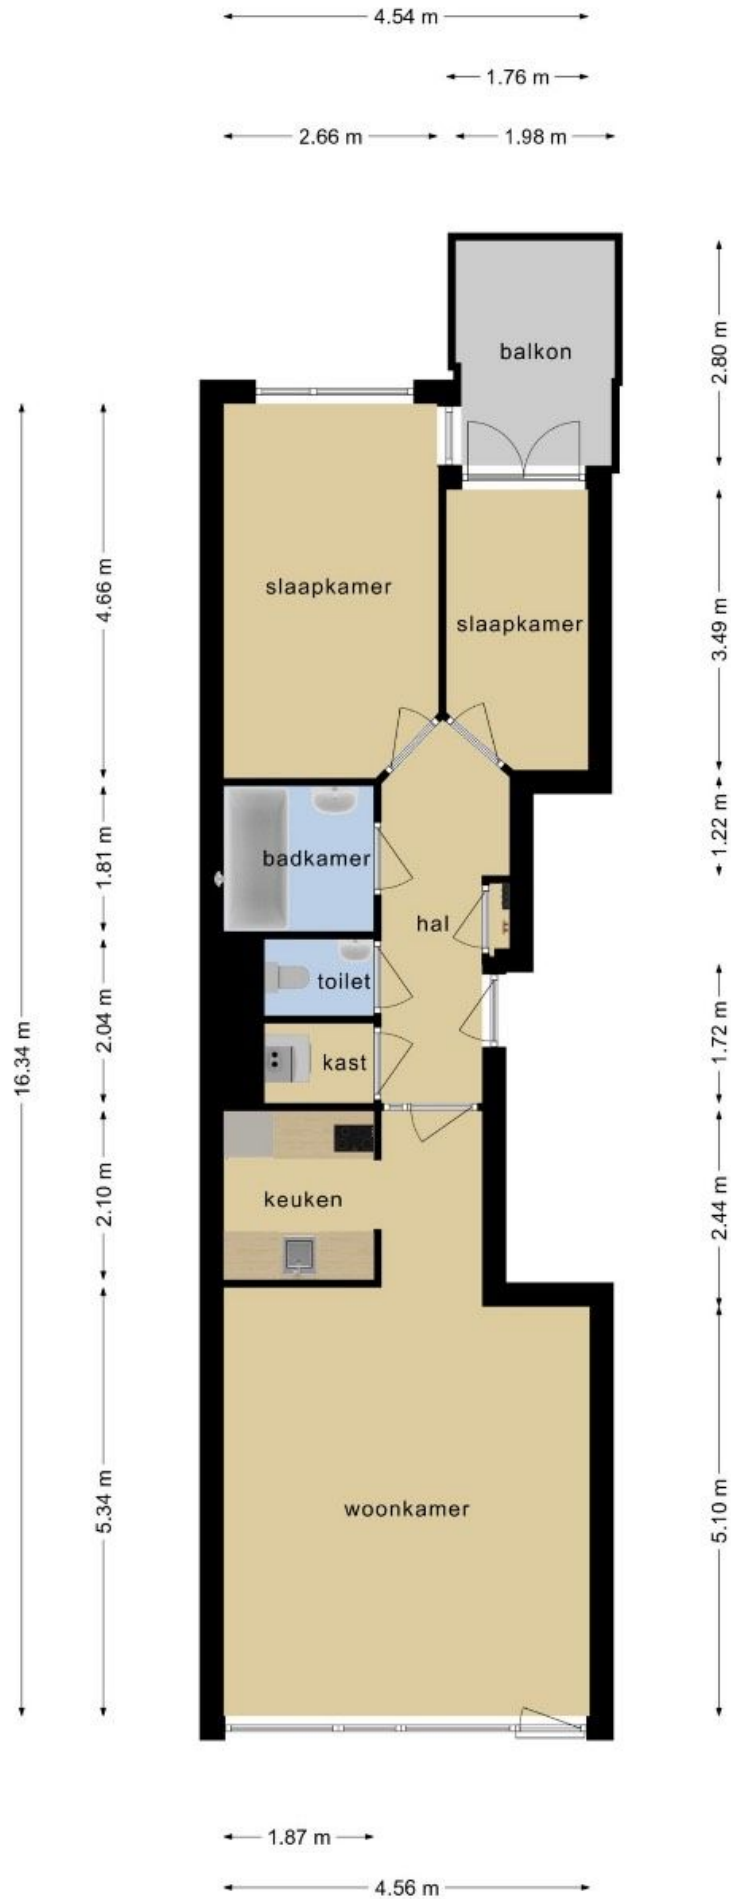 4.54 m
1.76 m
2.66 m
1.98 m
balkon
2.80 m
slaapkamer
slaapkamer
4.66 m
3.49 m
badkamer
1.81 m
1.22 m
hal
toilet
16.34 m
2.04 m
1.72 m
kast
keuken
2.10 m
2.44 m
woonkamer
5.34 m
5.10 m
1.87 m
4.56 m